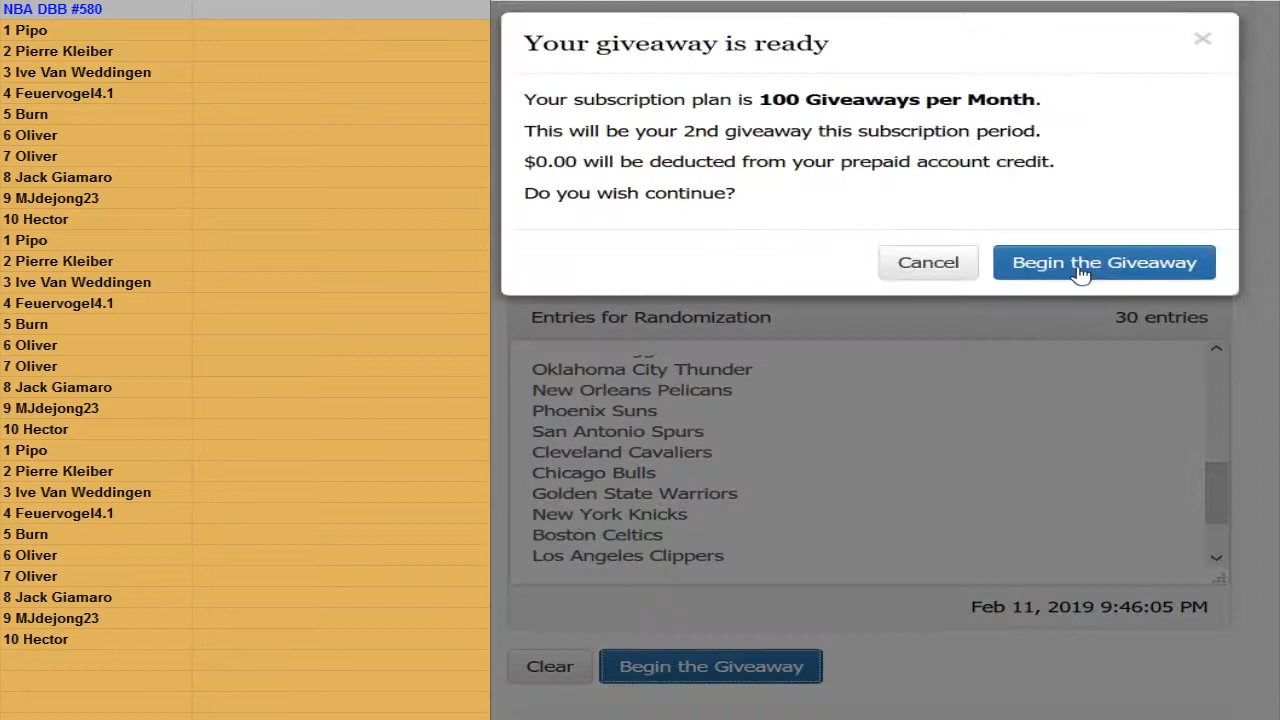 NBA DBB #580
1 Pipo
2 Pierre Kleiber
3 Ive Van Weddingen
4 Feuervogel4.1
5 Burn
6 Oliver
7 Oliver
8 Jack Giamaro
9 MJdejong23
10 Hector
1 Pipo
2 Pierre Kleiber
3 Ive Van Weddingen
4 Feuervogel4.1
5 Burn
6 Oliver
7 Oliver
8 Jack Giamaro
9 MJdejong23
10 Hector
1 Pipo
2 Pierre Kleiber
3 Ive Van Weddingen
4 Feuervogel4.1
5 Burn
6 Oliver
7 Oliver
8 Jack Giamaro
9 MJdejong23
10 Hector
Your giveaway is ready
×
Your subscription plan is 100 Giveaways per Month.
This will be your 2nd giveaway this subscription period.
$0.00 will be deducted from your prepaid account credit.
Do you wish continue?
Cancel Begin the Giveaway
Entries for Randomization 30 entries
Oklahoma City Thunder
New Orleans Pelicans
Phoenix Suns
San Antonio Spurs
Cleveland Cavaliers
Chicago Bulls
Golden State Warriors
New York Knicks
Boston Celtics
Los Angeles Clippers
Feb 11, 2019 9:46:05 PM
Clear Begin the Giveaway